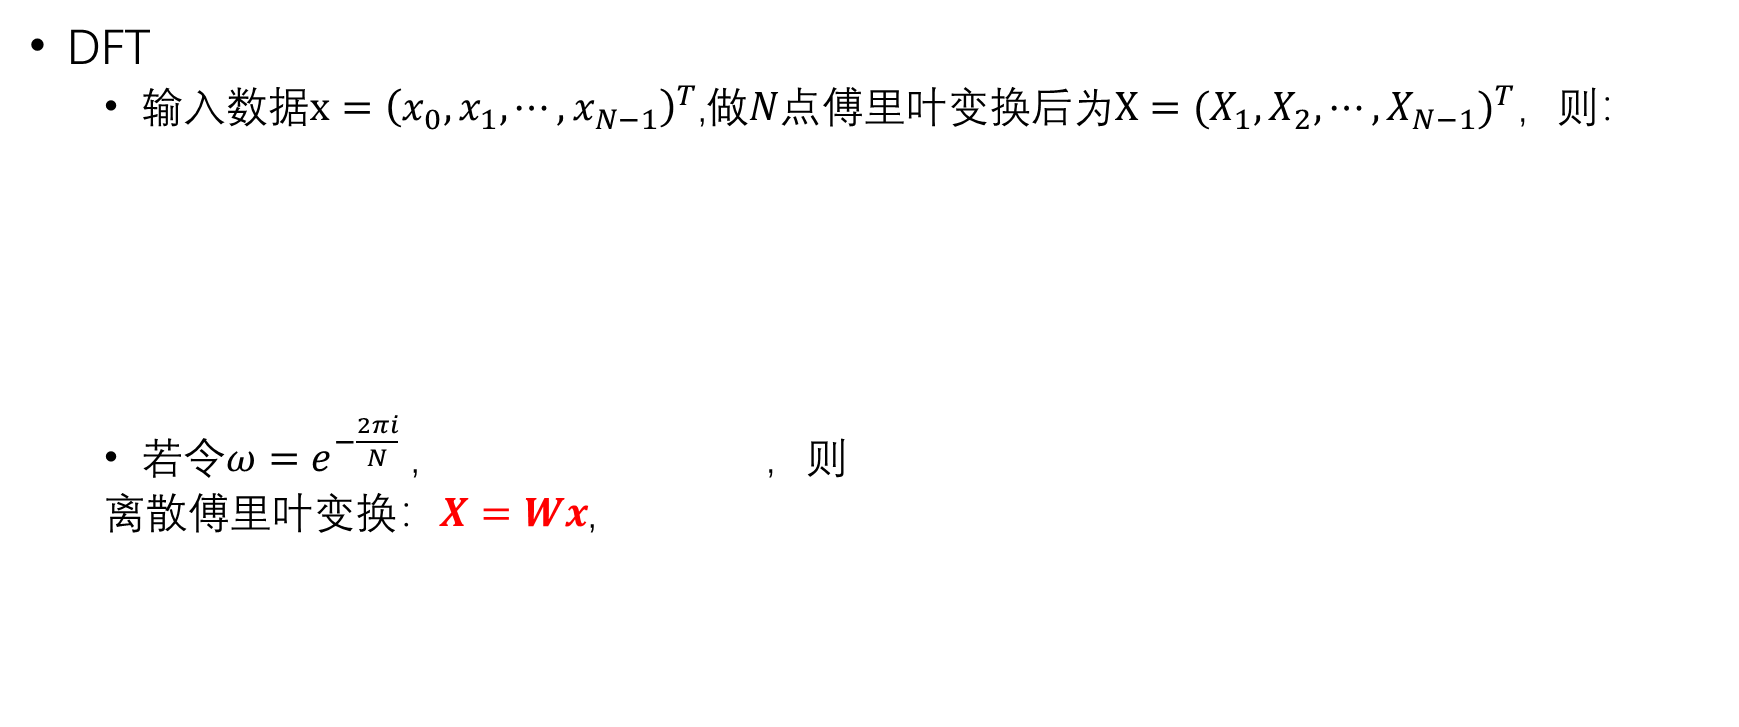 • DFT
• 输入数据x = (x₀, x₁, ⋯, x_{N−1})^T,做N点傅里叶变换后为X = (X₁, X₂, ⋯, X_{N−1})^T，则：
• 若令ω = e^{−\frac{2πi}{N}}， ，则
离散傅里叶变换：X = Wx,